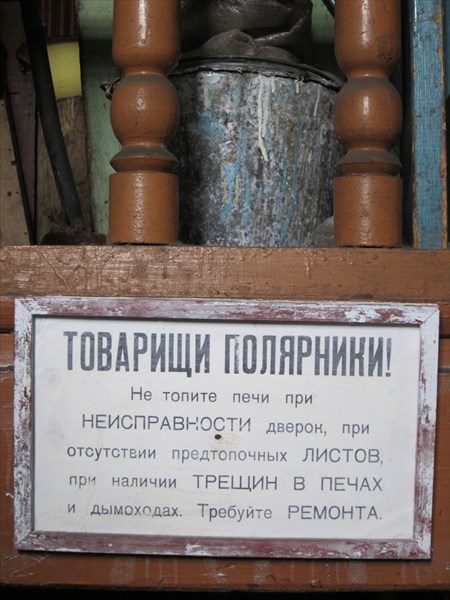 ТОВАРИЩИ ПОЛЯРНИКИ!
Не топите печи при
НЕИСПРАВНОСТИ дверок, при
отсутствии предтопочных ЛИСТОВ,
при наличии ТРЕЩИН В ПЕЧАХ
и дымоходах. Требуйте РЕМОНТА.